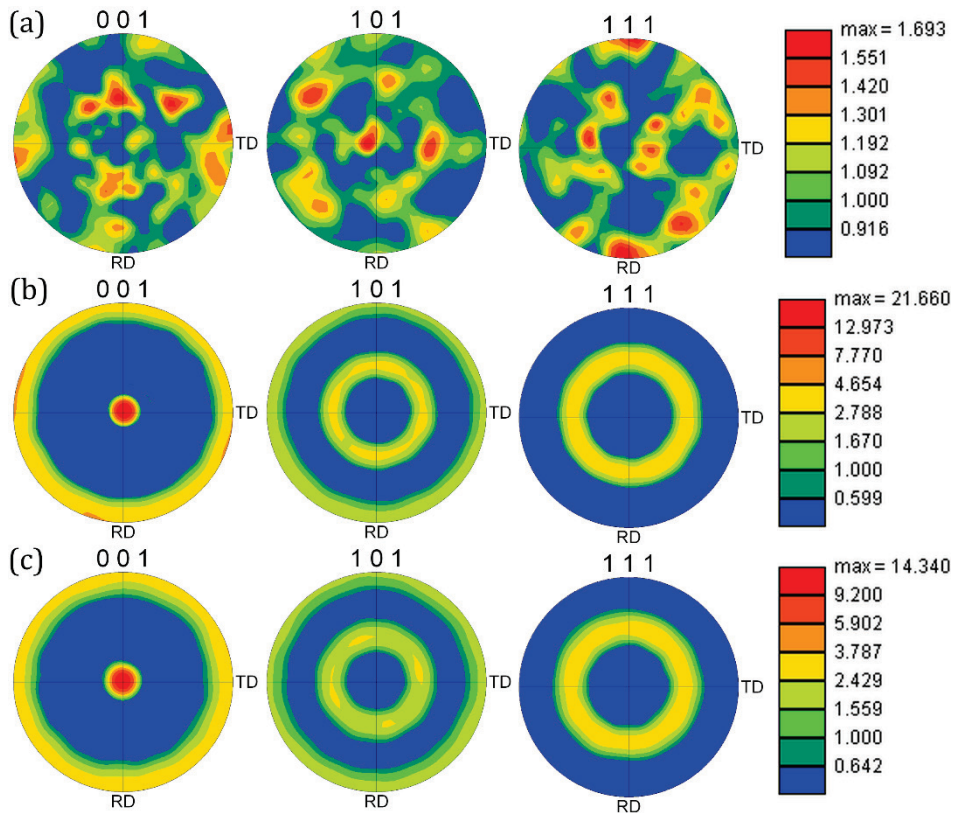 (a) 0 0 1 1 0 1 1 1 1
max = 1.693
1.551
1.420
1.301
1.192
1.092
1.000
0.916
TD TD TD
RD RD RD
(b) 0 0 1 1 0 1 1 1 1
max = 21.660
12.973
7.770
4.654
2.788
1.670
1.000
0.599
TD TD TD
RD RD RD
(c) 0 0 1 1 0 1 1 1 1
max = 14.340
9.200
5.902
3.787
2.429
1.559
1.000
0.642
TD TD TD
RD RD RD